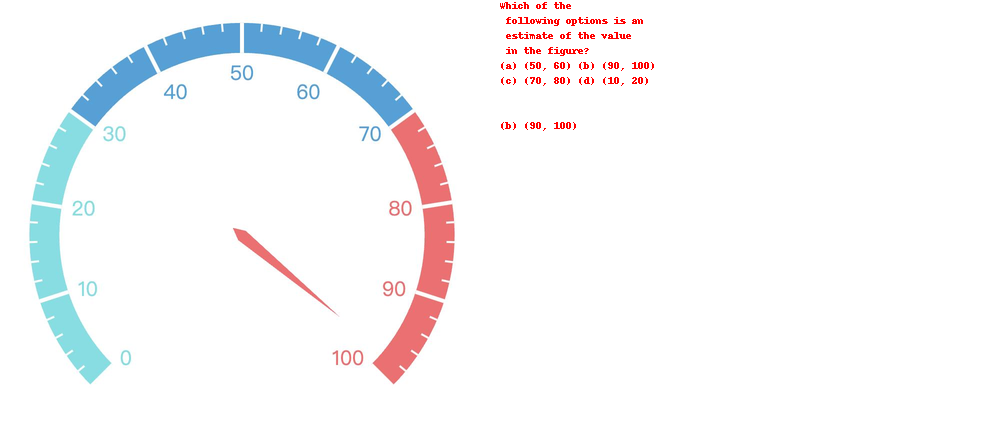 50
40
60
30
70
20
80
10
90
0
100
Which of the
following options is an
estimate of the value
in the figure?
(a) (50, 60) (b) (90, 100)
(c) (70, 80) (d) (10, 20)
(b) (90, 100)